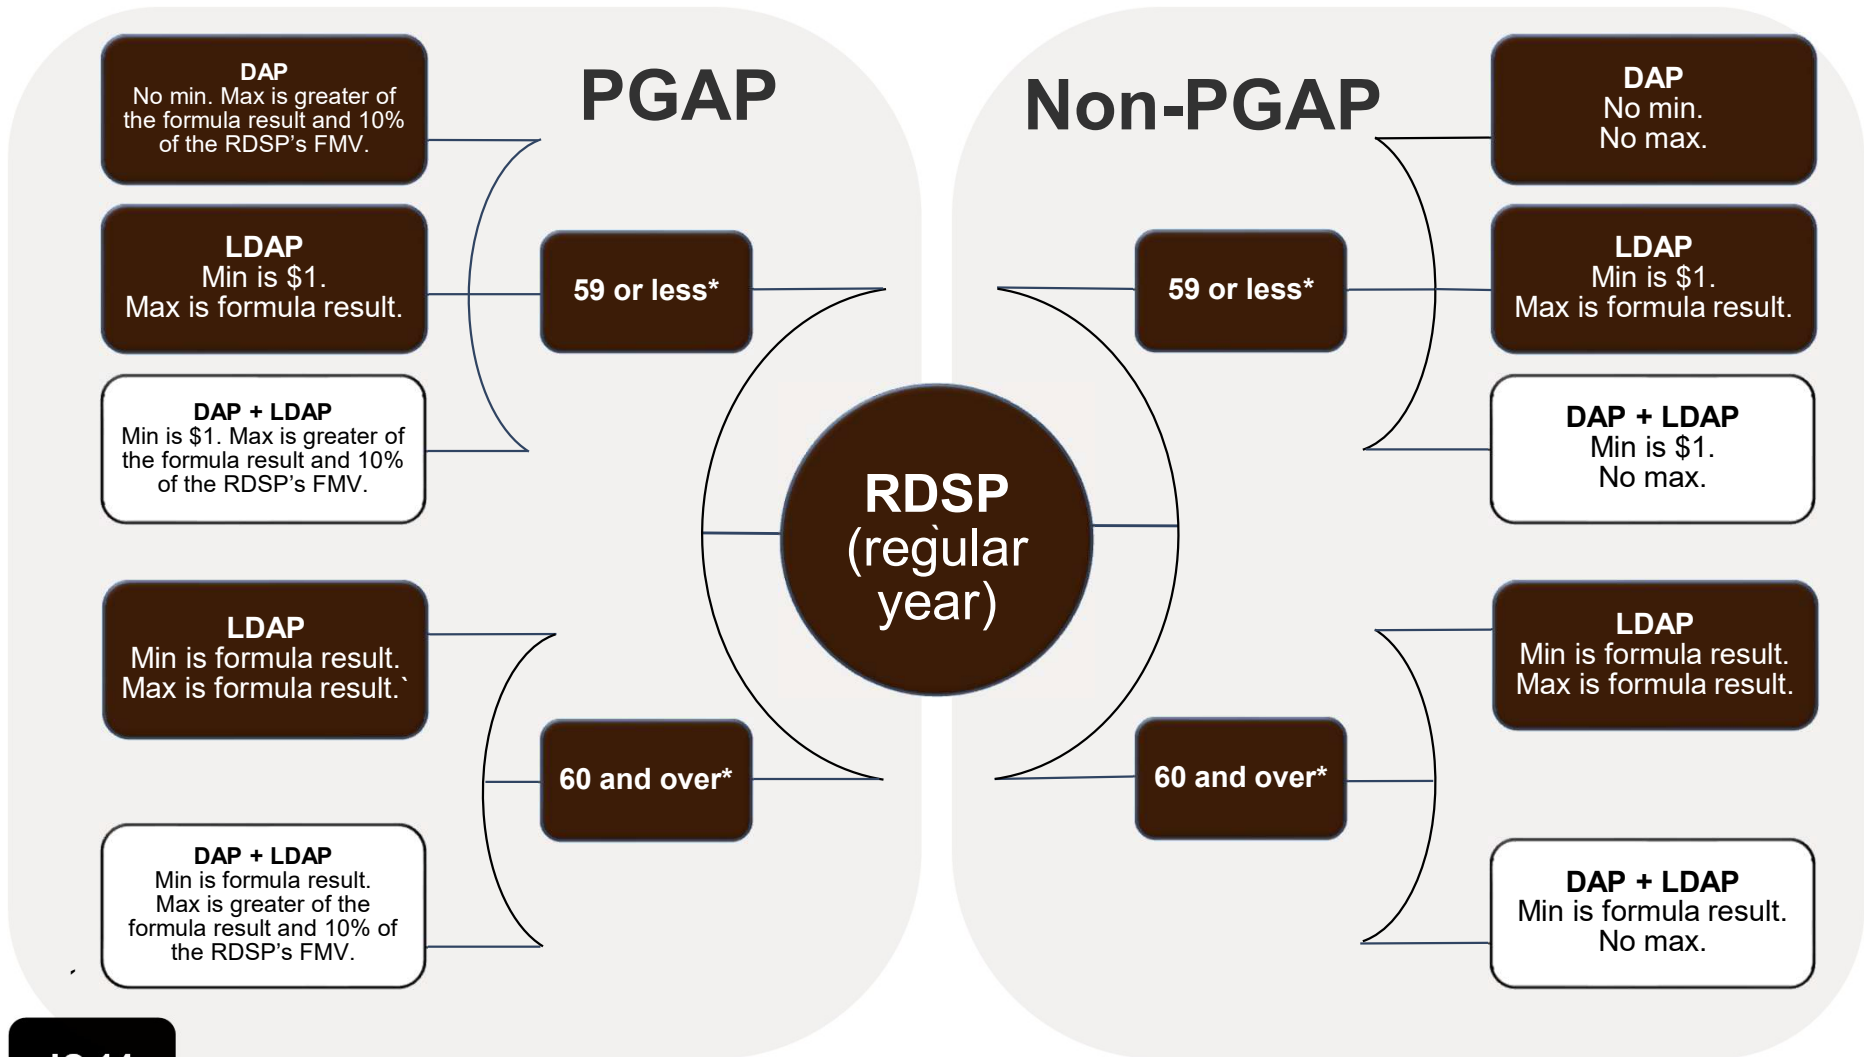 PGAP
DAP
No min. Max is greater of
the formula result and 10%
of the RDSP's FMV.
LDAP
Min is $1.
Max is formula result.
DAP + LDAP
Min is $1. Max is greater of
the formula result and 10%
of the RDSP's FMV.
59 or less*
LDAP
Min is formula result.
Max is formula result.`
DAP + LDAP
Min is formula result.
Max is greater of the
formula result and 10% of
the RDSP's FMV.
60 and over*
RDSP
(regular
year)
Non-PGAP
59 or less*
DAP
No min.
No max.
LDAP
Min is $1.
Max is formula result.
DAP + LDAP
Min is $1.
No max.
60 and over*
LDAP
Min is formula result.
Max is formula result.
DAP + LDAP
Min is formula result.
No max.